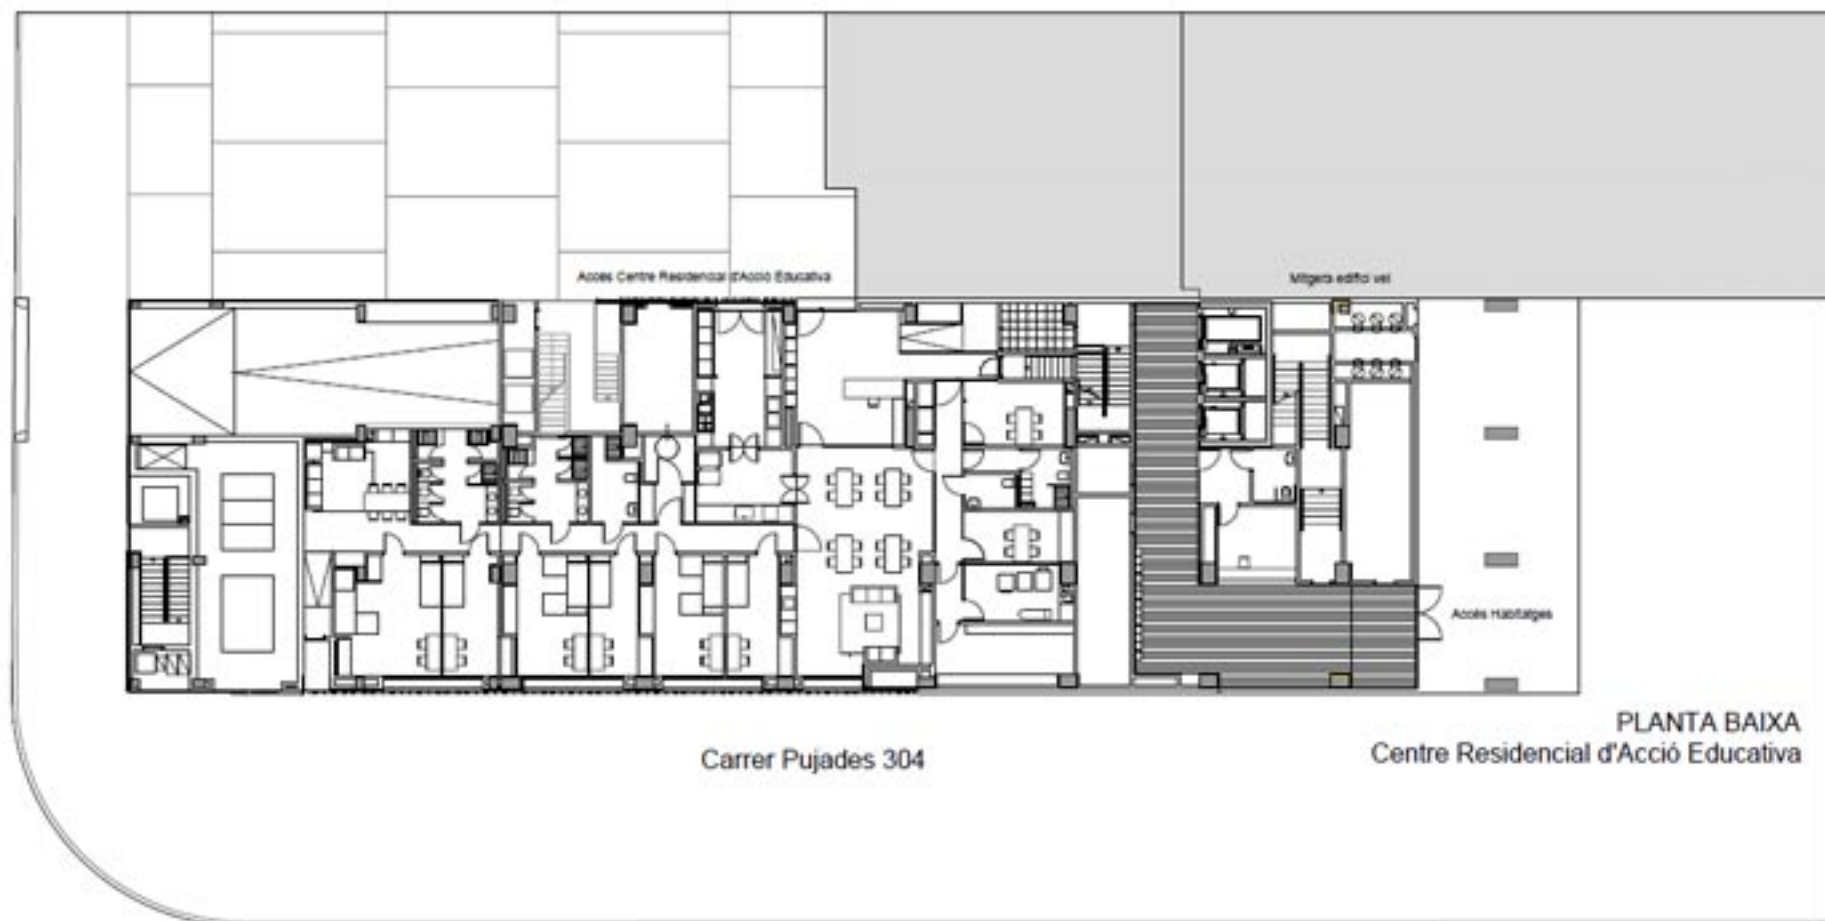 Accés Centre Residencial d'Acció Educativa
Mitgera edifici veí
Accés Habitatges
PLANTA BAIXA
Centre Residencial d'Acció Educativa
Carrer Pujades 304